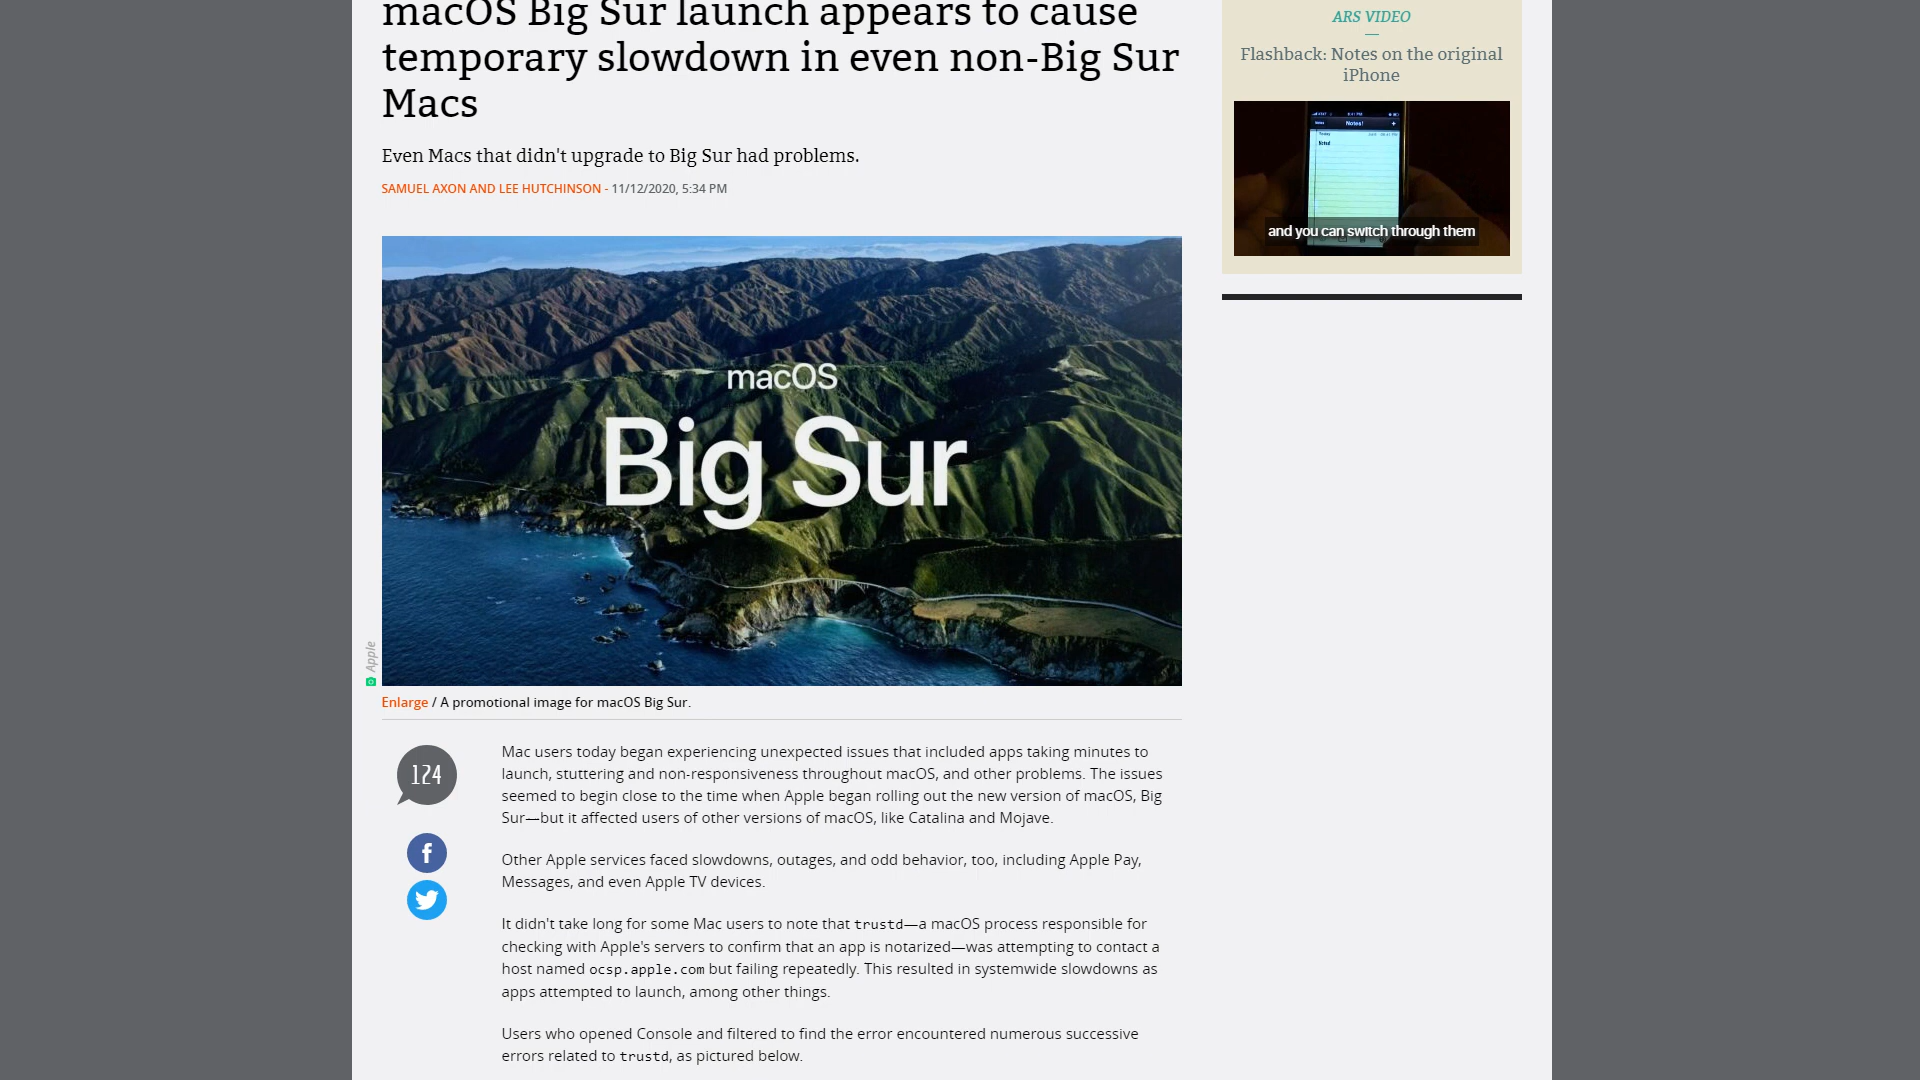 macOS Big Sur launch appears to cause
temporary slowdown in even non-Big Sur
Macs
Even Macs that didn't upgrade to Big Sur had problems.
SAMUEL AXON AND LEE HUTCHINSON - 11/12/2020, 5:34 PM
macOS
Big Sur
Apple
Enlarge / A promotional image for macOS Big Sur.
124
Mac users today began experiencing unexpected issues that included apps taking minutes to
launch, stuttering and non-responsiveness throughout macOS, and other problems. The issues
seemed to begin close to the time when Apple began rolling out the new version of macOS, Big
Sur—but it affected users of other versions of macOS, like Catalina and Mojave.
Other Apple services faced slowdowns, outages, and odd behavior, too, including Apple Pay,
Messages, and even Apple TV devices.
It didn't take long for some Mac users to note that trustd—a macOS process responsible for
checking with Apple's servers to confirm that an app is notarized—was attempting to contact a
host named ocsp.apple.com but failing repeatedly. This resulted in systemwide slowdowns as
apps attempted to launch, among other things.
Users who opened Console and filtered to find the error encountered numerous successive
errors related to trustd, as pictured below.
ARS VIDEO
Flashback: Notes on the original
iPhone
Notes!
and you can switch through them